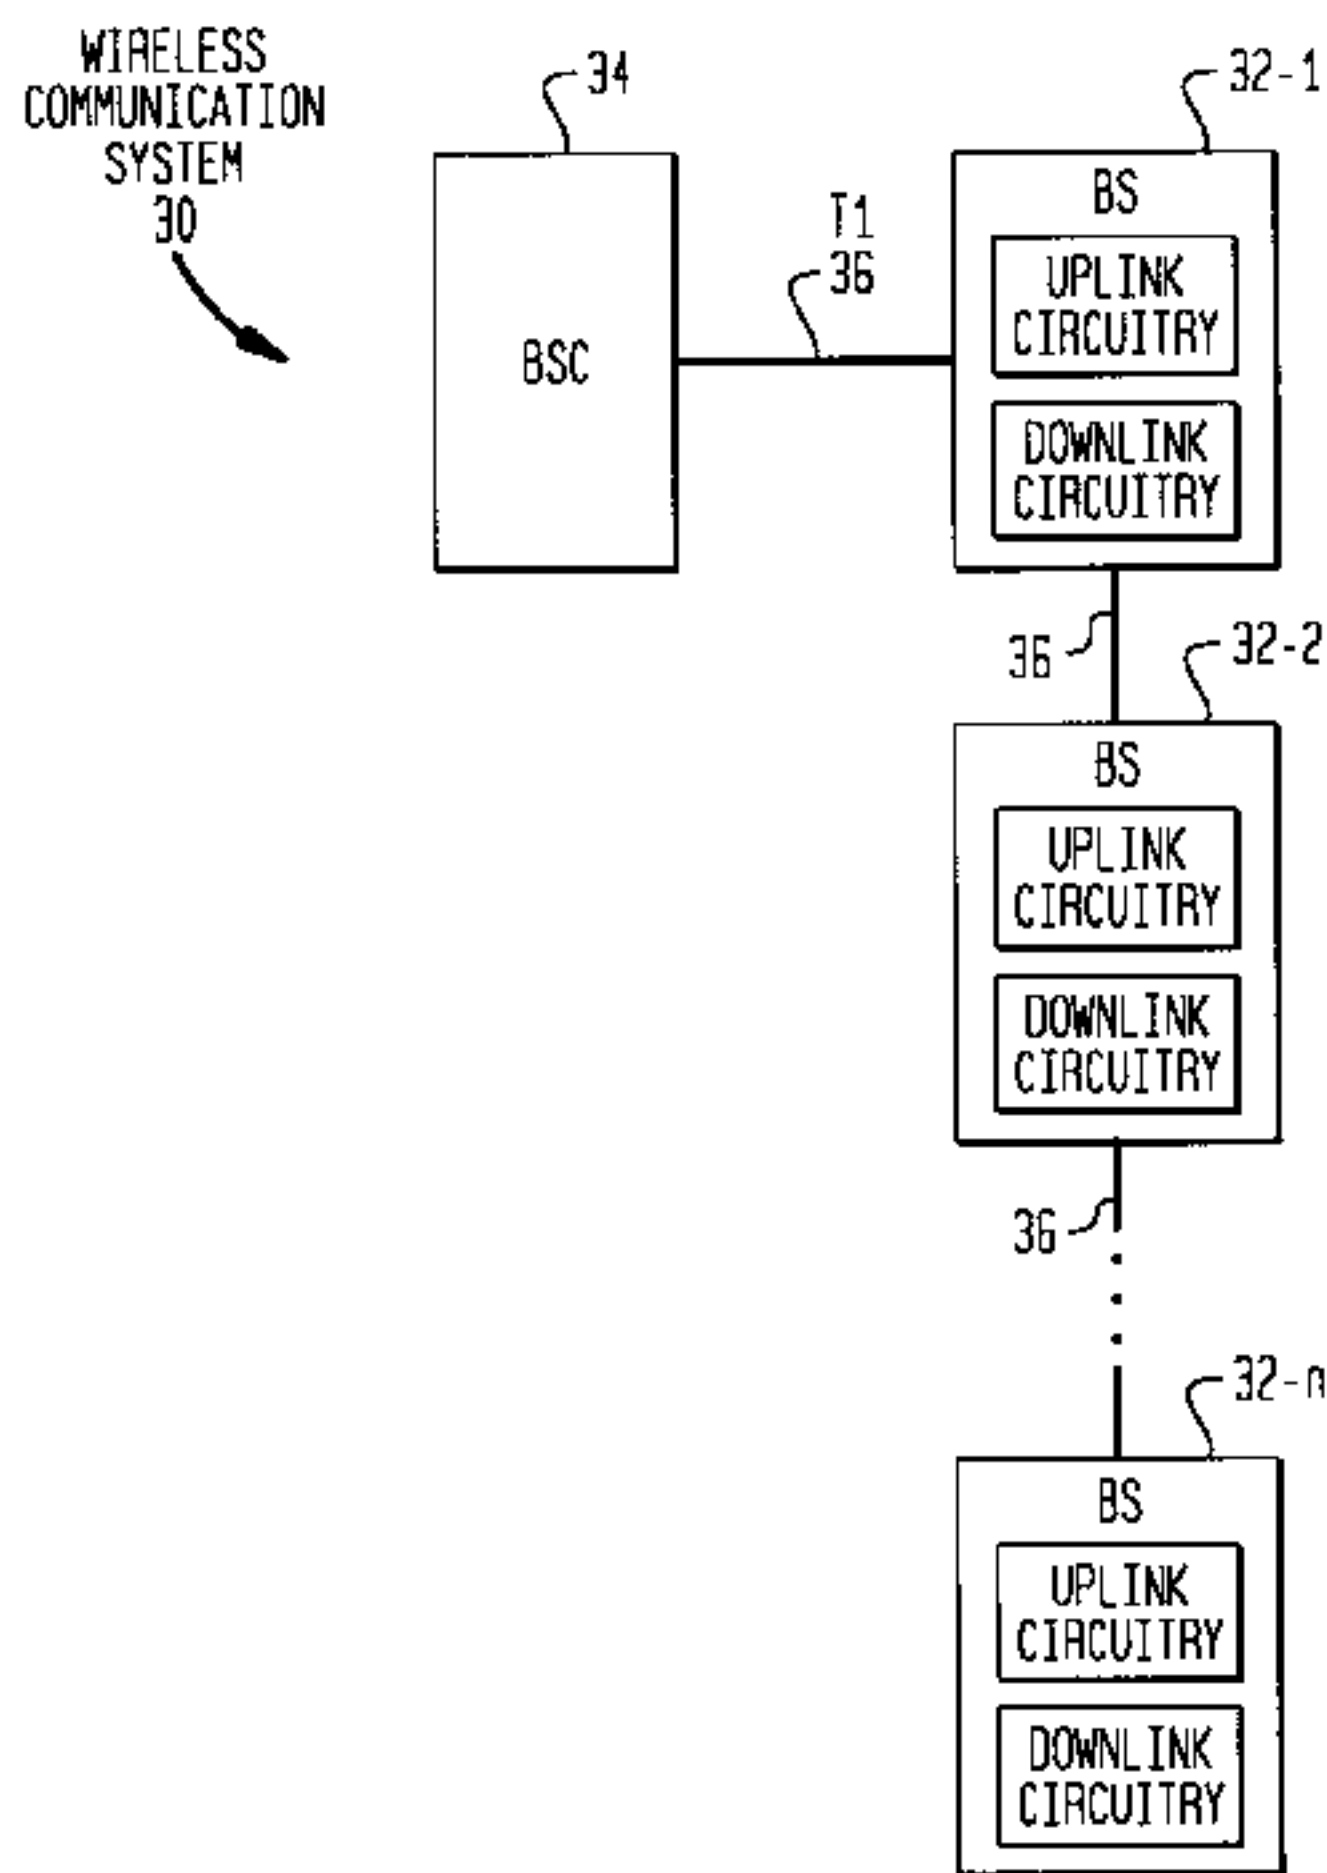 WIRELESS
COMMUNICATION
SYSTEM
30
34
BSC
T1
36
32-1
BS
UPLINK
CIRCUITRY
DOWNLINK
CIRCUITRY
36
32-2
BS
UPLINK
CIRCUITRY
DOWNLINK
CIRCUITRY
36
32-n
BS
UPLINK
CIRCUITRY
DOWNLINK
CIRCUITRY